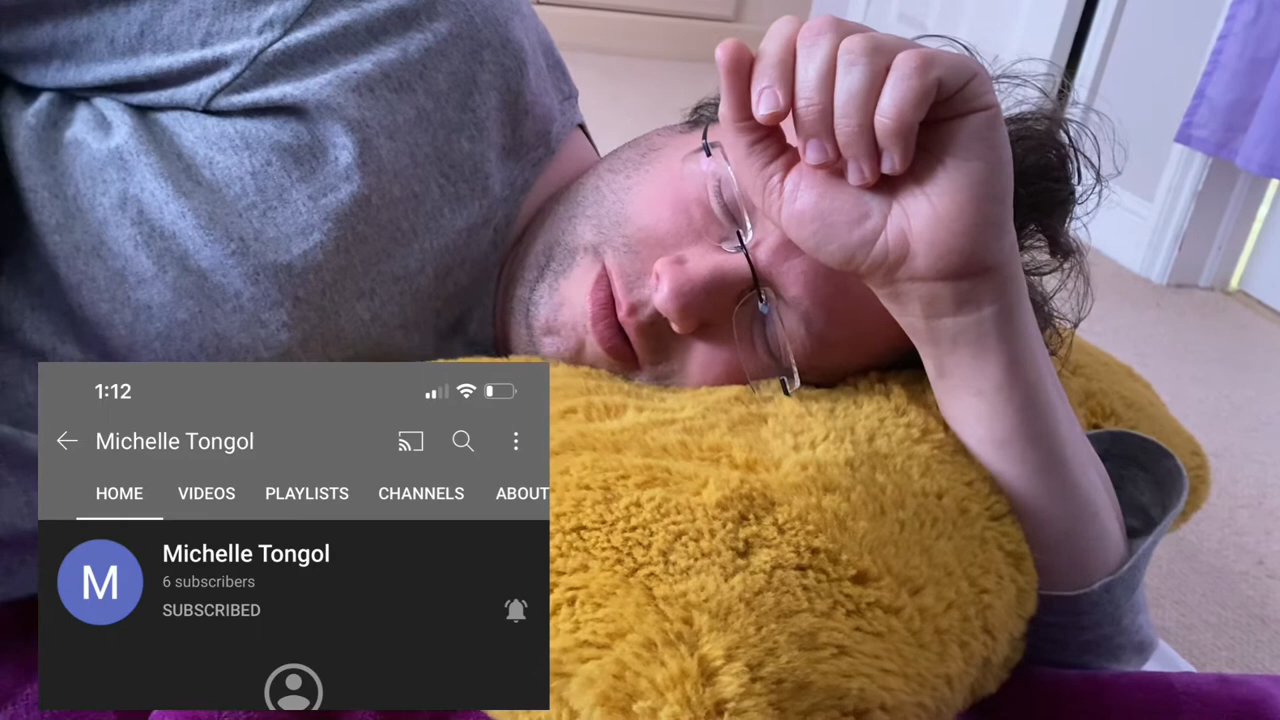 1:12
Michelle Tongol
HOME VIDEOS PLAYLISTS CHANNELS ABOUT
M
Michelle Tongol
6 subscribers
SUBSCRIBED